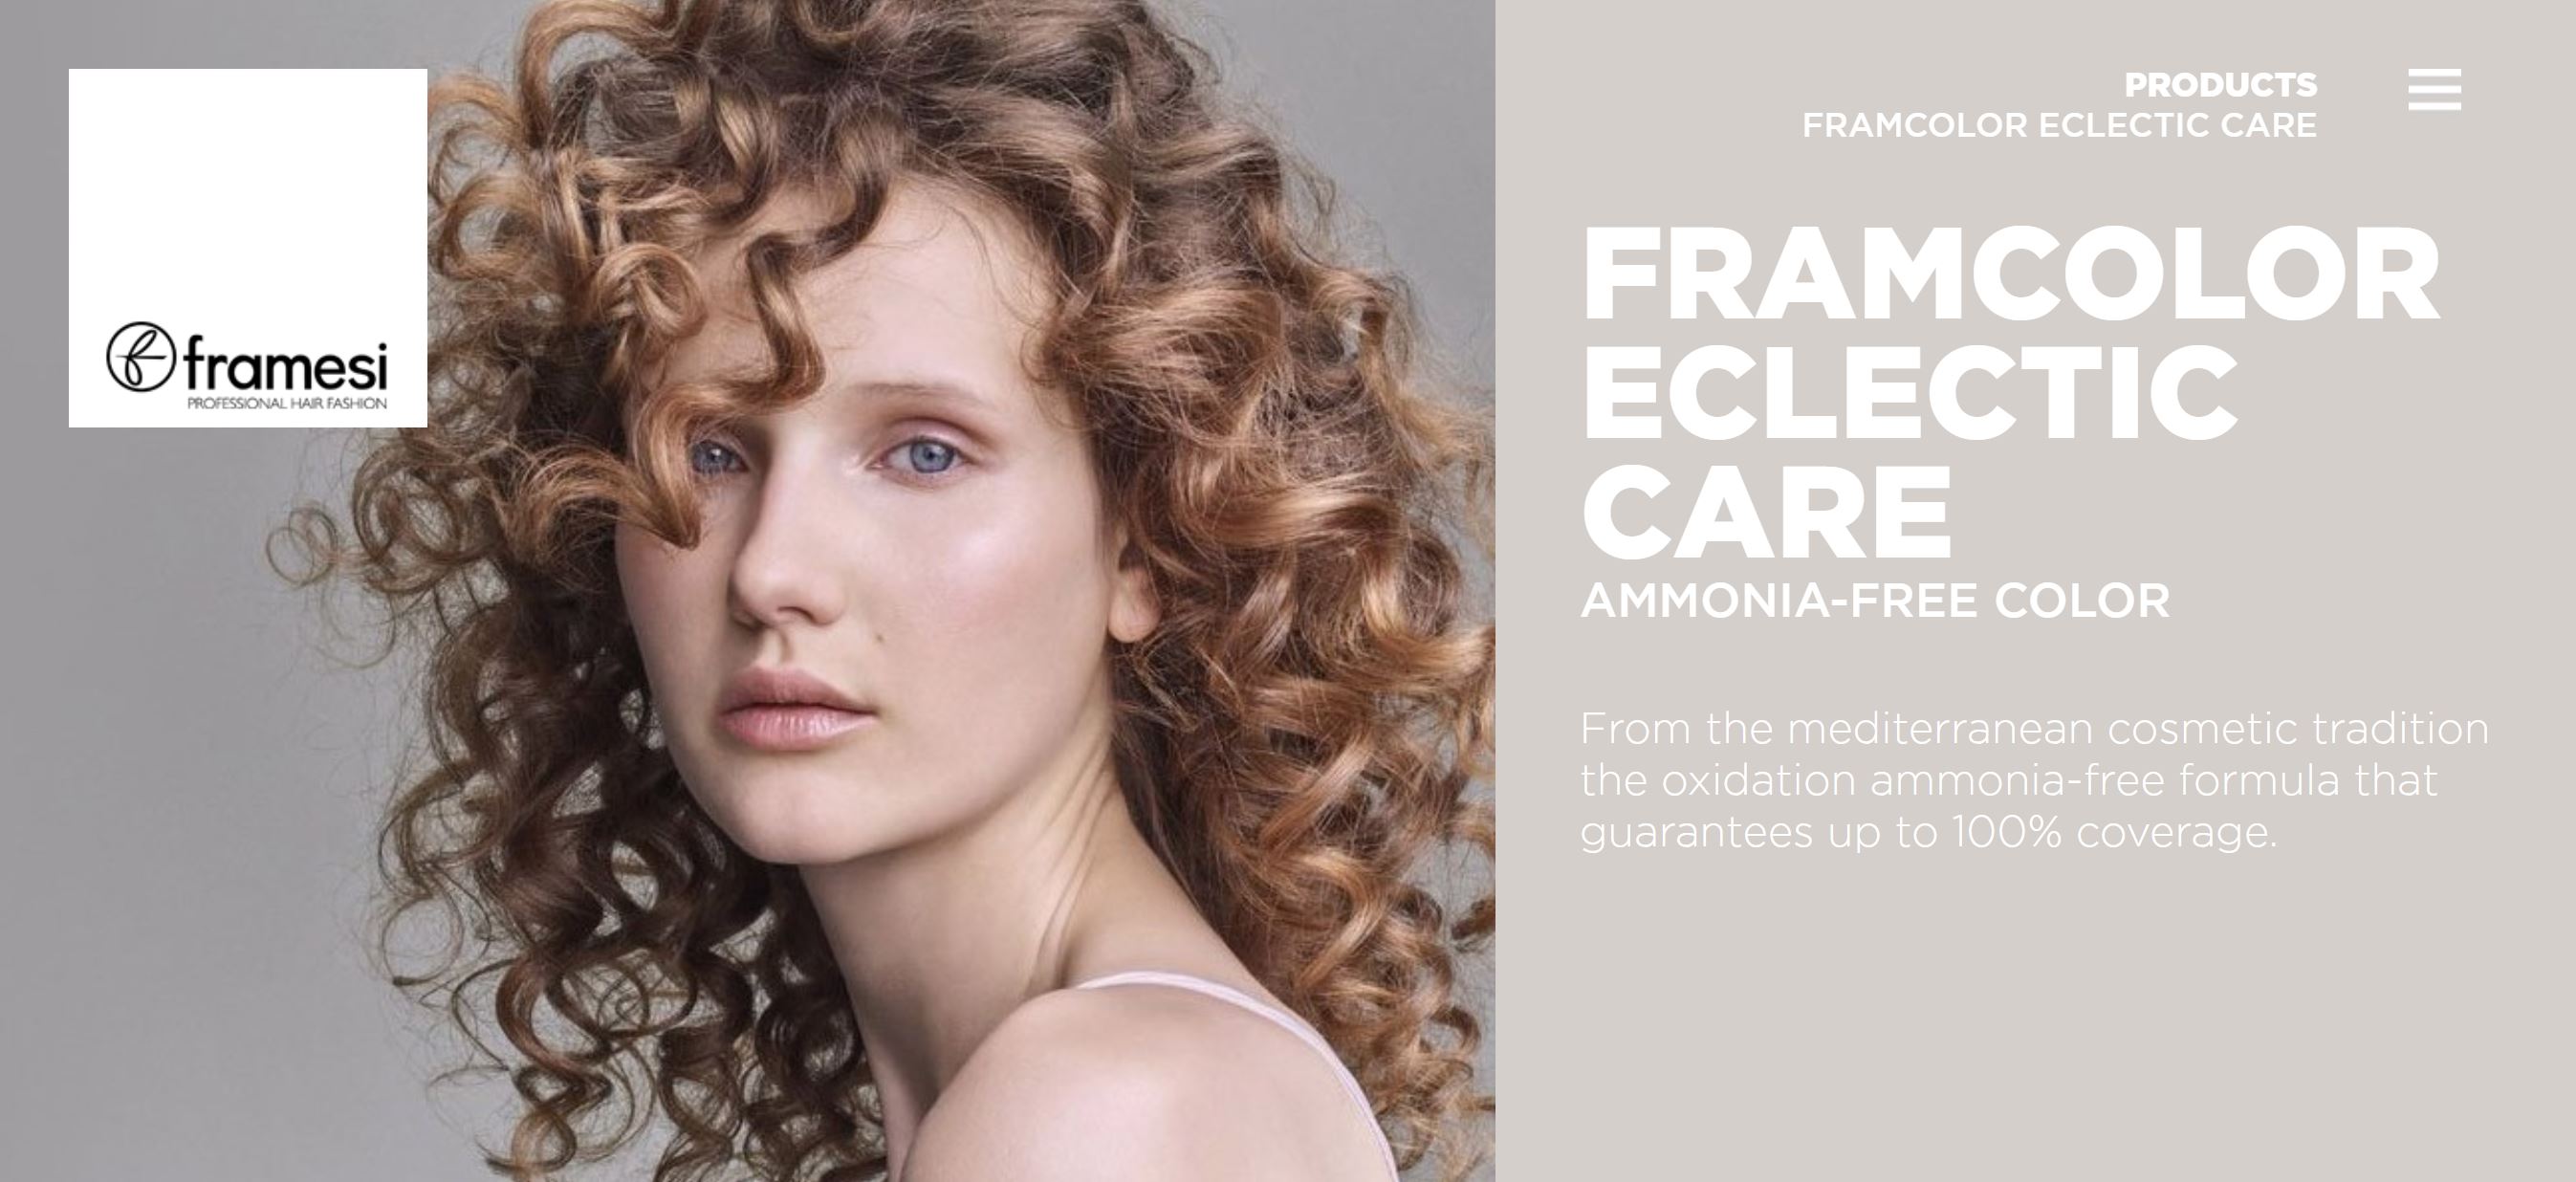 framesi
PROFESSIONAL HAIR FASHION
PRODUCTS
FRAMCOLOR ECLECTIC CARE
FRAMCOLOR
ECLECTIC
CARE
AMMONIA-FREE COLOR
From the mediterranean cosmetic tradition
the oxidation ammonia-free formula that
guarantees up to 100% coverage.